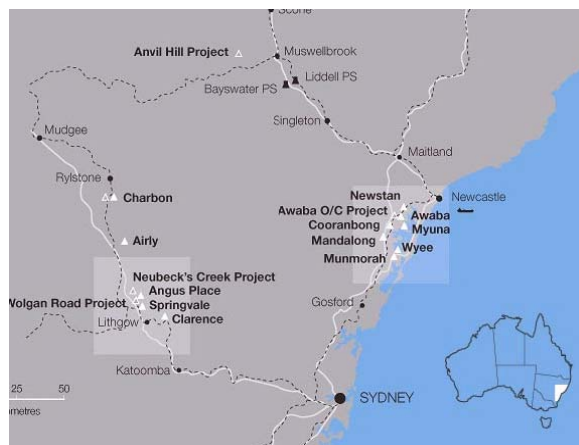 Scone
Anvil Hill Project
Muswellbrook
Liddell PS
Bayswater PS
Singleton
Mudgee
Maitland
Rylstone
Charbon
Newstan
Newcastle
Awaba O/C Project
Awaba
Cooranbong
Myuna
Airly
Mandalong
Wyee
Munmorah
Neubeck's Creek Project
Angus Place
Wolgan Road Project
Springvale
Gosford
Lithgow
Clarence
Katoomba
25
50
ometres
SYDNEY